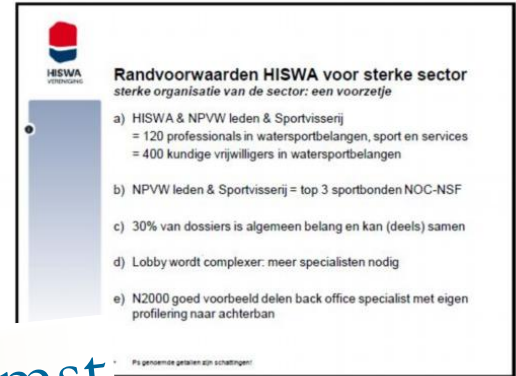 HISWA
VERENIGING
Randvoorwaarden HISWA voor sterke sector
sterke organisatie van de sector: een voorzetje
a) HISWA & NPVW leden & Sportvisserij
= 120 professionals in watersportbelangen, sport en services
= 400 kundige vrijwilligers in watersportbelangen
b) NPVW leden & Sportvisserij = top 3 sportbonden NOC-NSF
c) 30% van dossiers is algemeen belang en kan (deels) samen
d) Lobby wordt complexer: meer specialisten nodig
e) N2000 goed voorbeeld delen back office specialist met eigen
profilering naar achterban
* Ps genoemde getallen zijn schattingen!